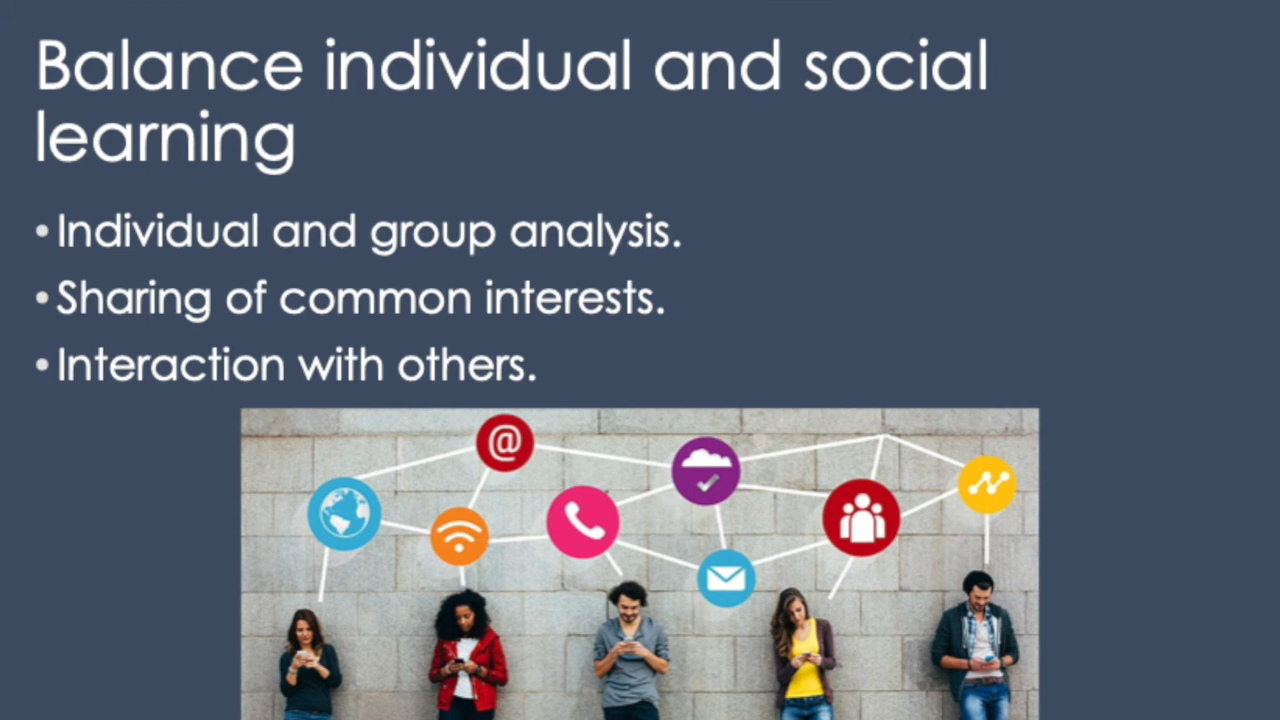 Balance individual and social
learning
• Individual and group analysis.
• Sharing of common interests.
• Interaction with others.
@